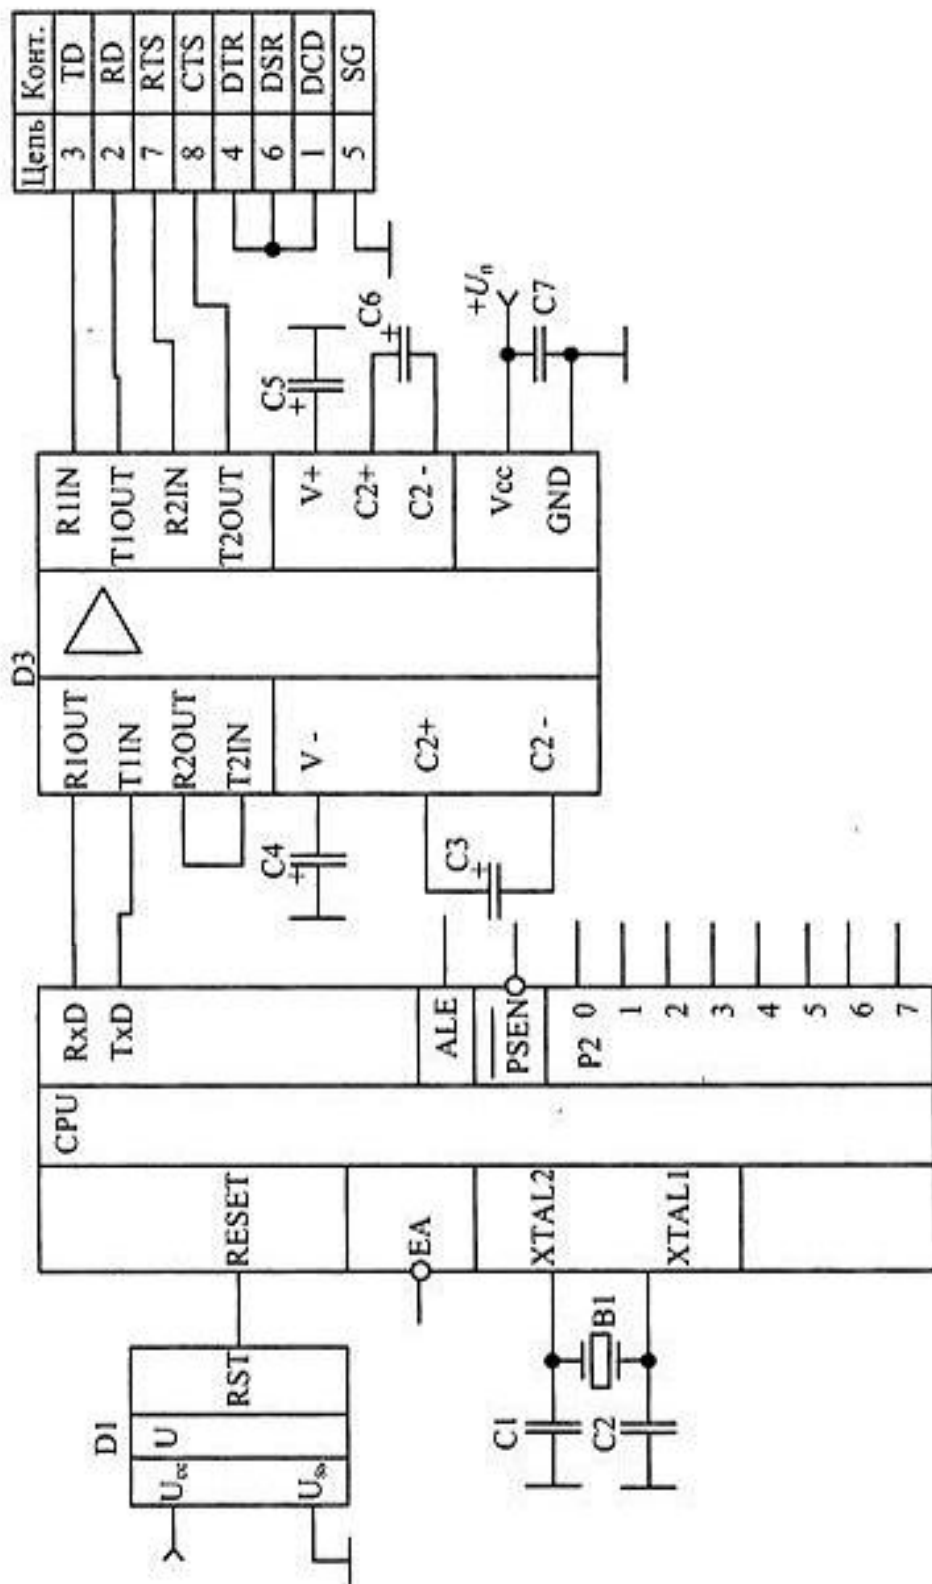 D1
Ucc
U
RST
CPU
RESET
EA
XTAL2
XTAL1
C1
C2
B1
RxD
TxD
ALE
PSEN
P2 0
1
2
3
4
5
6
7
D3
R1OUT
T1IN
R2OUT
T2IN
V -
C2+
C2 -
C4
+
C3
+
R1IN
T1OUT
R2IN
T2OUT
V+
C2+
C2 -
Vcc
GND
C5
+
C6
+
+Uп
C7
Цепь Конт.
3 TD
2 RD
7 RTS
8 CTS
4 DTR
6 DSR
1 DCD
5 SG